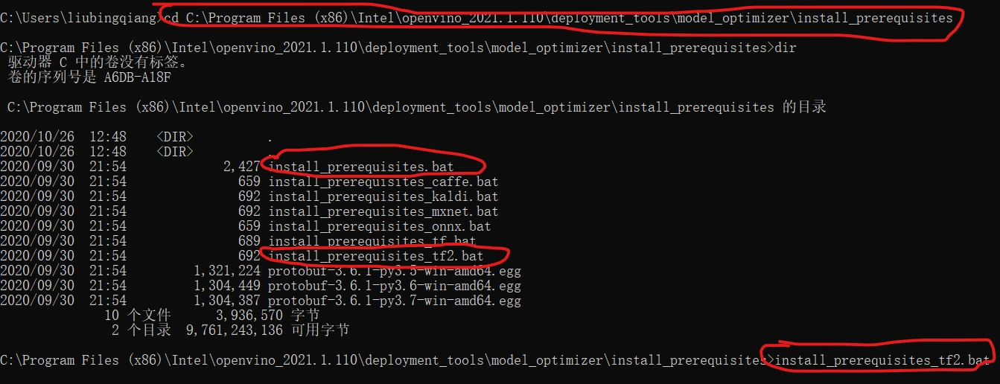 C:\Users\liubingqiang>cd C:\Program Files (x86)\Intel\openvino_2021.1.110\deployment_tools\model_optimizer\install_prerequisites
C:\Program Files (x86)\Intel\openvino_2021.1.110\deployment_tools\model_optimizer\install_prerequisites>dir
驱动器 C 中的卷没有标签。
卷的序列号是 A6DB-A18F
C:\Program Files (x86)\Intel\openvino_2021.1.110\deployment_tools\model_optimizer\install_prerequisites 的目录
2020/10/26  12:48    <DIR>          .
2020/10/26  12:48    <DIR>          ..
2020/09/30  21:54             2,427 install_prerequisites.bat
2020/09/30  21:54               659 install_prerequisites_caffe.bat
2020/09/30  21:54               692 install_prerequisites_kaldi.bat
2020/09/30  21:54               692 install_prerequisites_mxnet.bat
2020/09/30  21:54               659 install_prerequisites_onnx.bat
2020/09/30  21:54               689 install_prerequisites_tf.bat
2020/09/30  21:54               692 install_prerequisites_tf2.bat
2020/09/30  21:54         1,321,224 protobuf-3.6.1-py3.5-win-amd64.egg
2020/09/30  21:54         1,304,449 protobuf-3.6.1-py3.6-win-amd64.egg
2020/09/30  21:54         1,304,387 protobuf-3.6.1-py3.7-win-amd64.egg
10 个文件      3,936,570 字节
2 个目录  9,761,243,136 可用字节
C:\Program Files (x86)\Intel\openvino_2021.1.110\deployment_tools\model_optimizer\install_prerequisites>install_prerequisites_tf2.bat